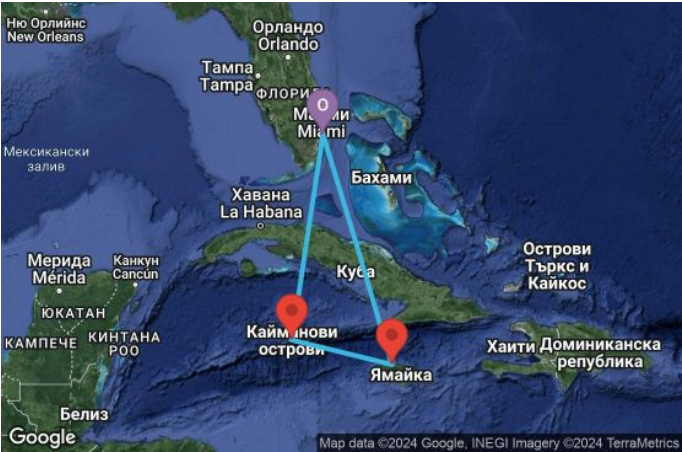 Ню Орлийнс
New Orleans
Орландо
Orlando
Тампа
Tampa
ФЛОРИДА
O
Miami
Мексикански
залив
Бахами
Хавана
La Habana
Мерида
Mérida
Канкун
Cancún
Куба
Острови
Търкс и
Кайкос
ЮКАТАН
КАМПЕЧЕ
КИНТАНА
РОО
Кайманови
острови
Хаити
Доминиканска
република
Ямайка
Белиз
Google
Map data ©2024 Google, INEGI Imagery ©2024 TerraMetrics